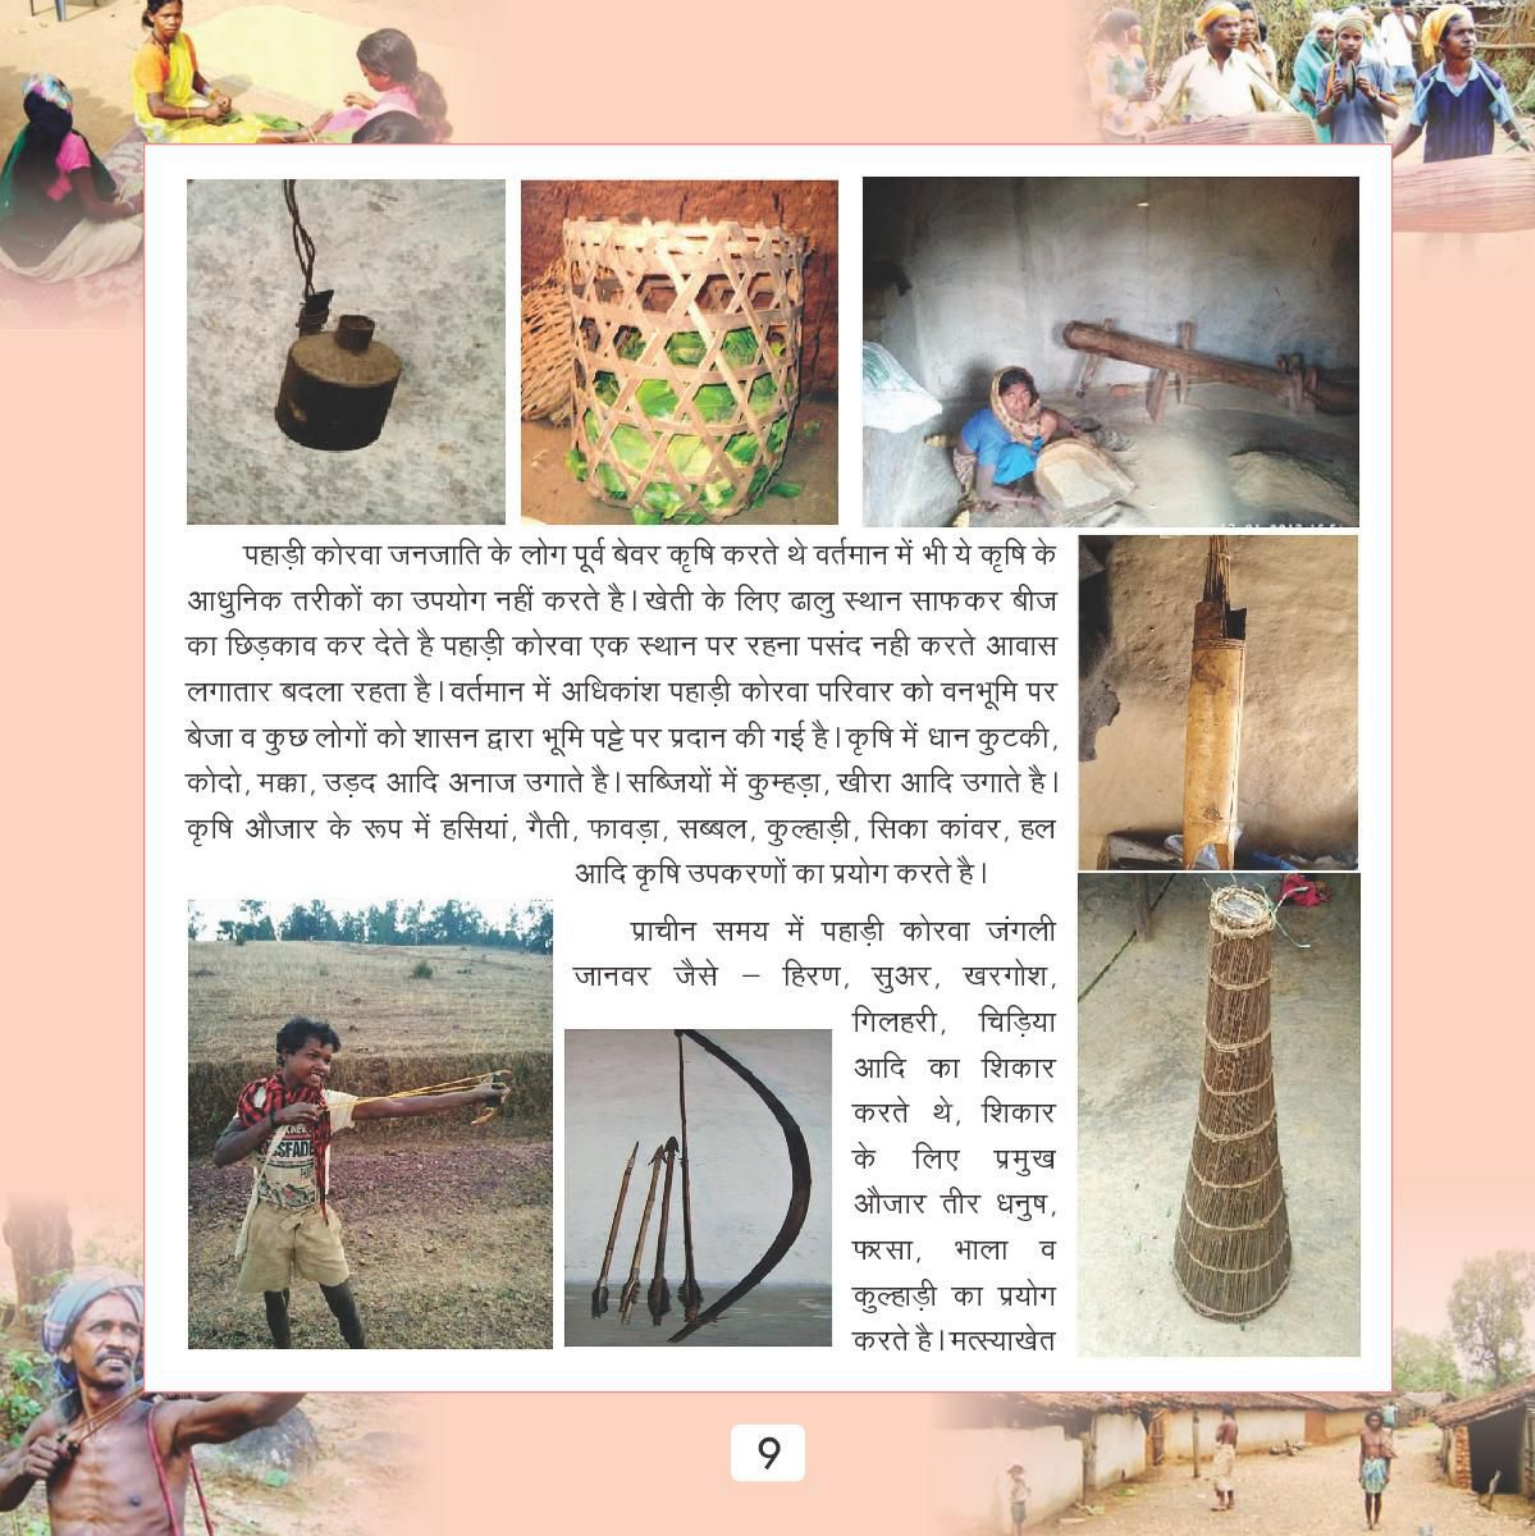 पहाड़ी कोरवा जनजाति के लोग पूर्व बेवर कृषि करते थे वर्तमान में भी ये कृषि के
आधुनिक तरीकों का उपयोग नहीं करते है। खेती के लिए ढालु स्थान साफकर बीज
का छिड़काव कर देते है पहाड़ी कोरवा एक स्थान पर रहना पसंद नही करते आवास
लगातार बदला रहता है। वर्तमान में अधिकांश पहाड़ी कोरवा परिवार को वनभूमि पर
बेजा व कुछ लोगों को शासन द्वारा भूमि पट्टे पर प्रदान की गई है। कृषि में धान कुटकी,
कोदो, मक्का, उड़द आदि अनाज उगाते है। सब्जियों में कुम्हड़ा, खीरा आदि उगाते है।
कृषि औजार के रूप में हसियां, गैती, फावड़ा, सब्बल, कुल्हाड़ी, सिका कांवर, हल
आदि कृषि उपकरणों का प्रयोग करते है।
प्राचीन समय में पहाड़ी कोरवा जंगली
जानवर जैसे – हिरण, सुअर, खरगोश,
गिलहरी, चिड़िया
आदि का शिकार
करते थे, शिकार
के लिए प्रमुख
औजार तीर धनुष,
फरसा, भाला व
कुल्हाड़ी का प्रयोग
करते है। मत्स्याखेत
9